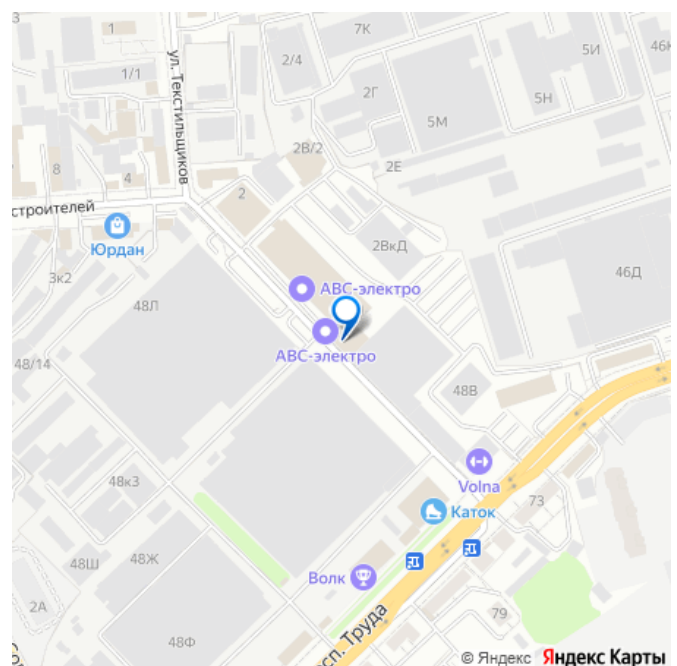 1
7К
2/4
1/1
ул. Текстильщиков
2Г
5И
46К
5М
5Н
2В/2
2Е
8
4
2
строителей
Юрдан
2ВкД
3к2
46Д
АВС-электро
48Л
АВС-электро
48/14
48В
48к3
Volna
73
Каток
48Ш
48Ж
Волк
2А
79
48Ф
сп. Труда
© Яндекс Яндекс Карты